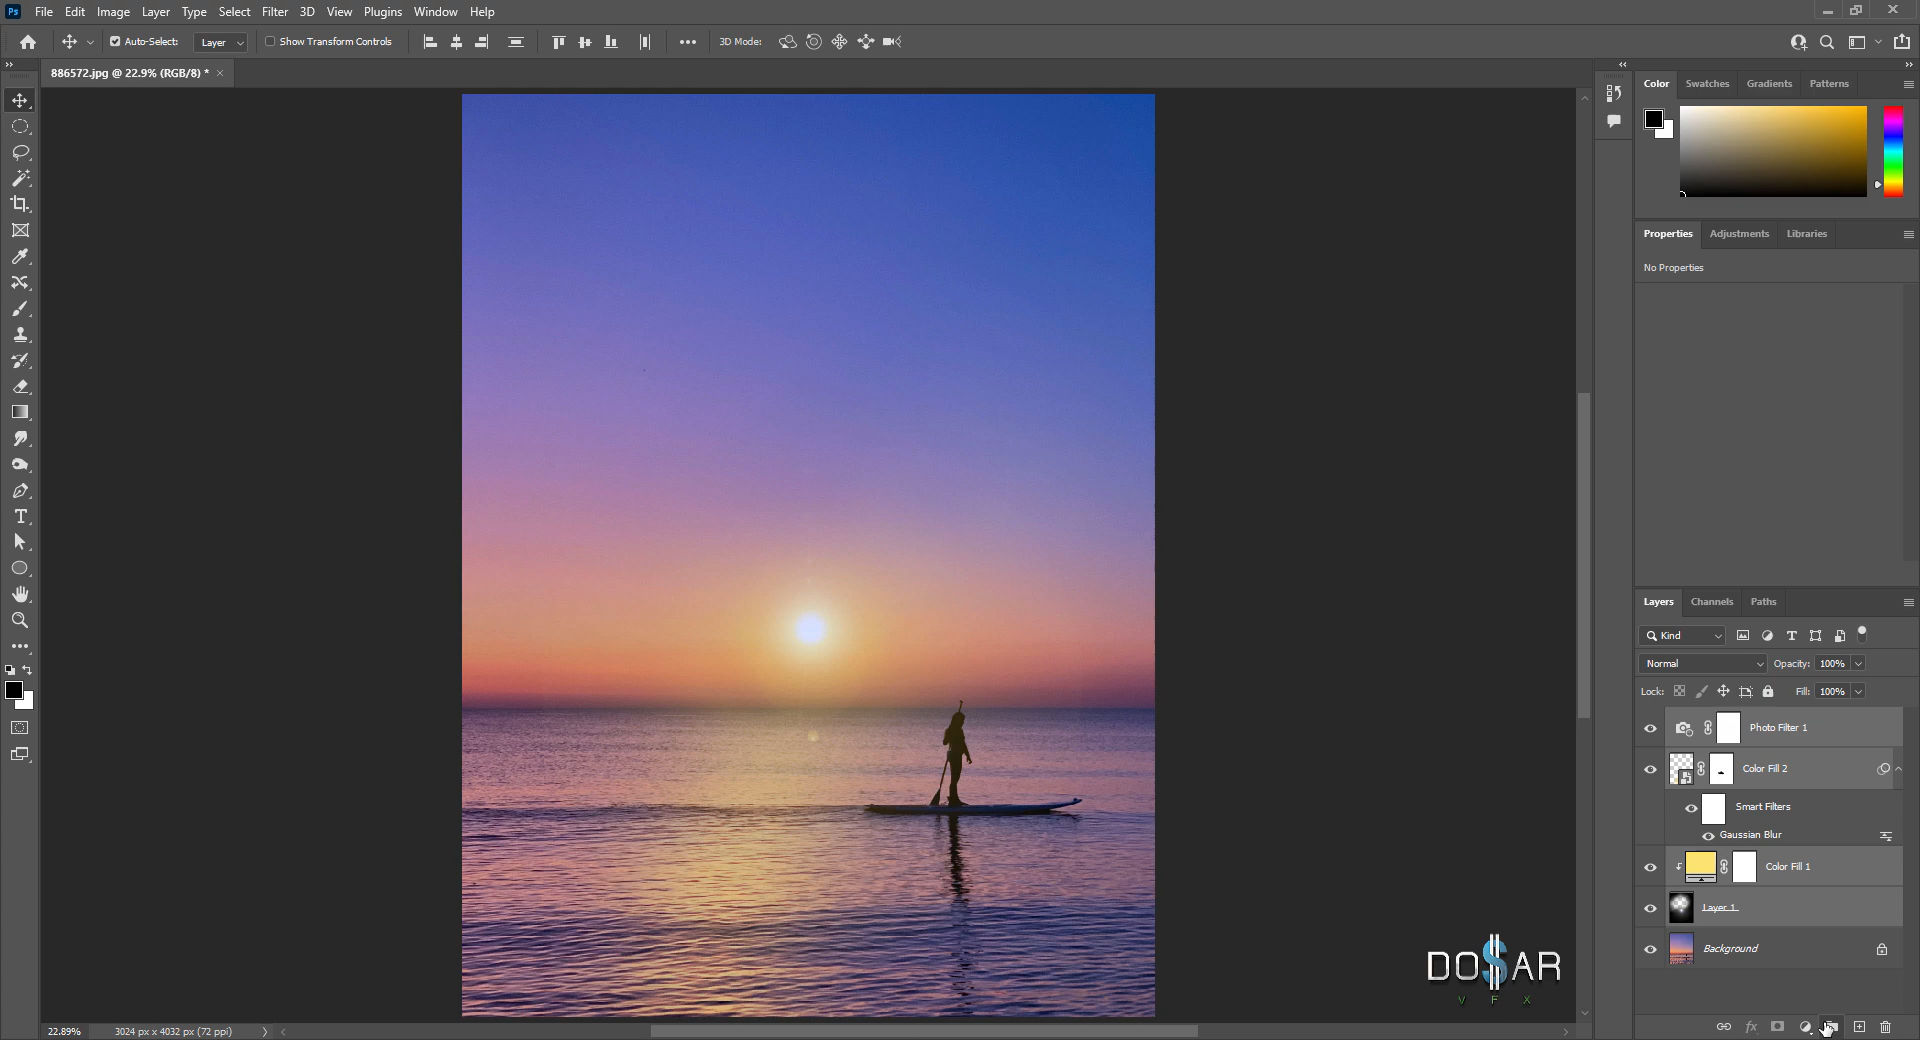 Ps File Edit Image Layer Type Select Filter 3D View Plugins Window Help
Auto-Select: Layer Show Transform Controls 3D Mode:
886572.jpg @ 22.9% (RGB/8) * ×
Color Swatches Gradients Patterns
Properties Adjustments Libraries
No Properties
Layers Channels Paths
Kind
Normal Opacity: 100%
Lock: Fill: 100%
Photo Filter 1
Color Fill 2
Smart Filters
Gaussian Blur
Color Fill 1
Layer 1
Background
DO$AR
V F X
22.89% 3024 px x 4032 px (72 ppi)